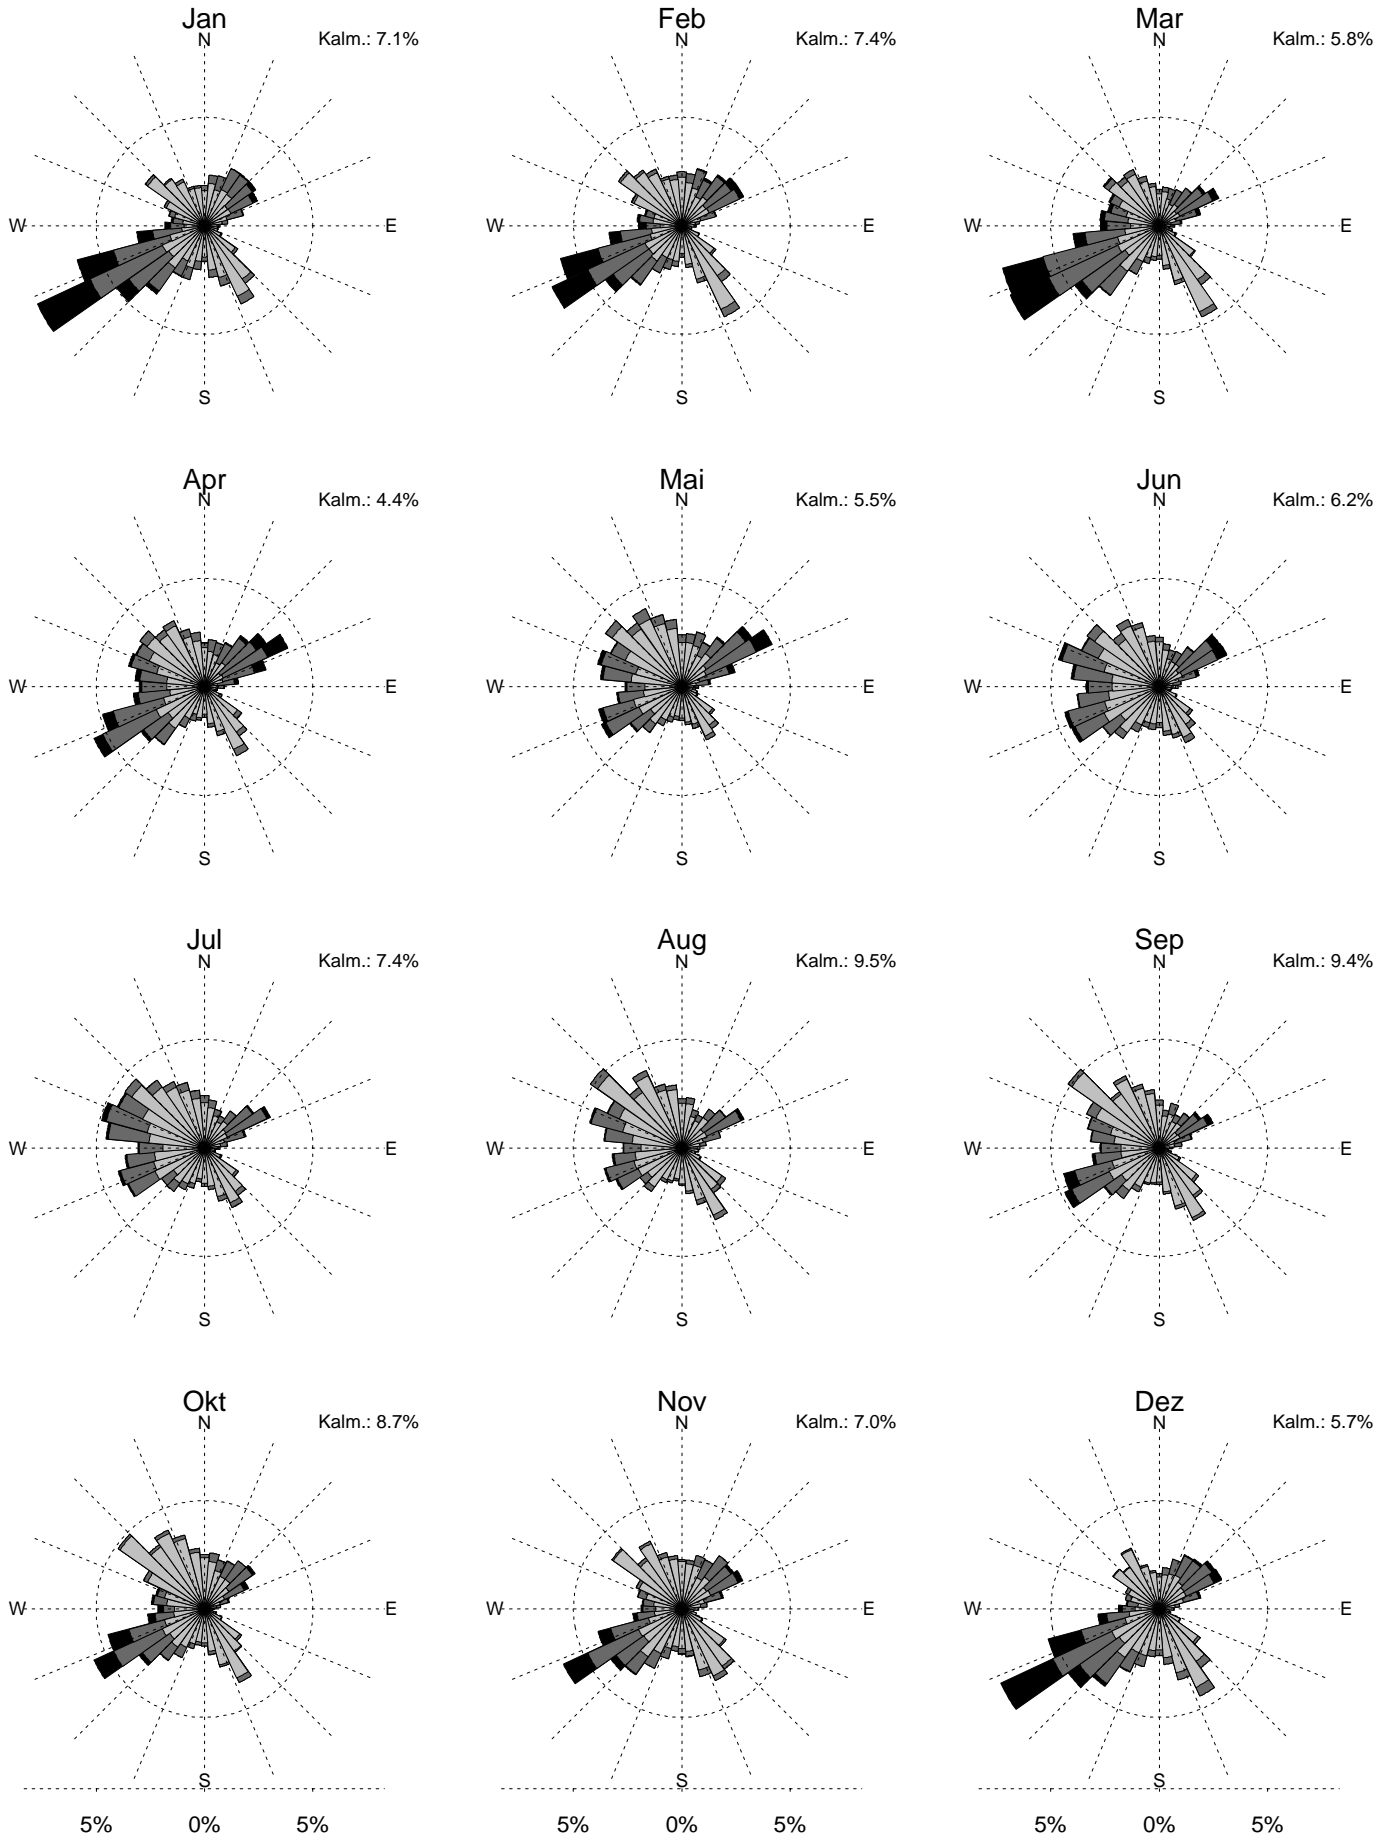 Jan Feb Mar
N Kalm.: 7.1% N Kalm.: 7.4% N Kalm.: 5.8%
W E W E W E
S S S
Apr Mai Jun
N Kalm.: 4.4% N Kalm.: 5.5% N Kalm.: 6.2%
W E W E W E
S S S
Jul Aug Sep
N Kalm.: 7.4% N Kalm.: 9.5% N Kalm.: 9.4%
W E W E W E
S S S
Okt Nov Dez
N Kalm.: 8.7% N Kalm.: 7.0% N Kalm.: 5.7%
W E W E W E
S S S
5% 0% 5% 5% 0% 5% 5% 0% 5%